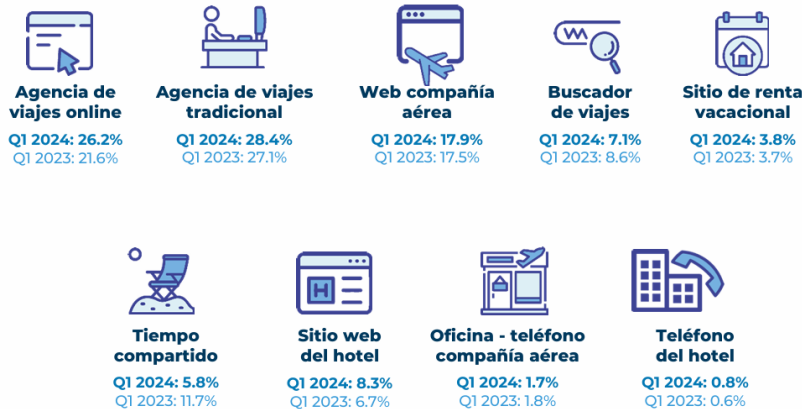 Agencia de
viajes online
Q1 2024: 26.2%
Q1 2023: 21.6%
Agencia de viajes
tradicional
Q1 2024: 28.4%
Q1 2023: 27.1%
Web compañía
aérea
Q1 2024: 17.9%
Q1 2023: 17.5%
Buscador
de viajes
Q1 2024: 7.1%
Q1 2023: 8.6%
Sitio de renta
vacacional
Q1 2024: 3.8%
Q1 2023: 3.7%
Tiempo
compartido
Q1 2024: 5.8%
Q1 2023: 11.7%
H
Sitio web
del hotel
Q1 2024: 8.3%
Q1 2023: 6.7%
Oficina - teléfono
compañía aérea
Q1 2024: 1.7%
Q1 2023: 1.8%
Teléfono
del hotel
Q1 2024: 0.8%
Q1 2023: 0.6%